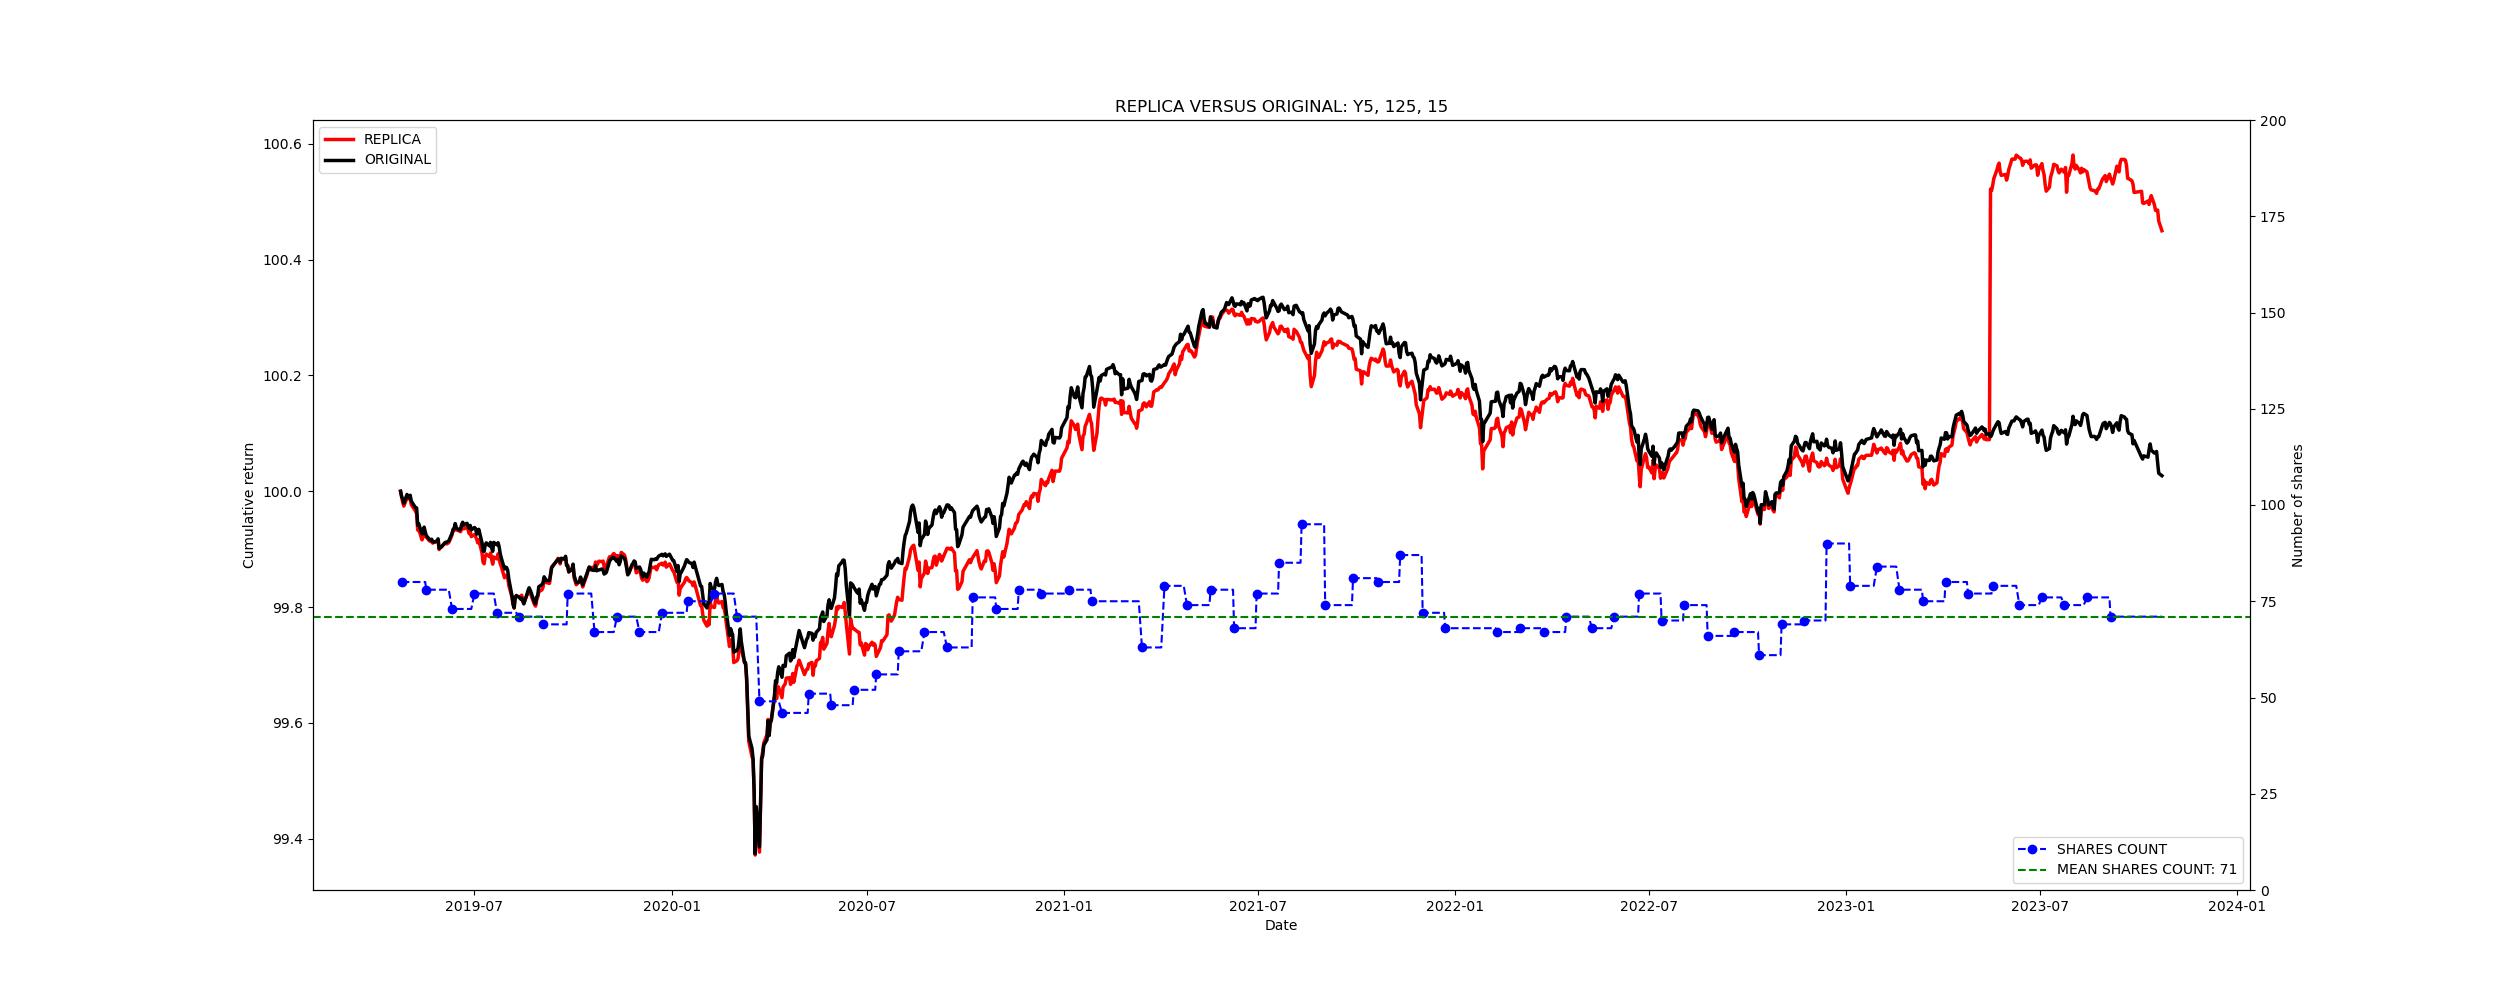 REPLICA VERSUS ORIGINAL: Y5, 125, 15
REPLICA
ORIGINAL
Cumulative return
100.6
100.4
100.2
100.0
99.8
99.6
99.4
200
175
150
125
100
75
50
25
0
Number of shares
SHARES COUNT
MEAN SHARES COUNT: 71
2019-07 2020-01 2020-07 2021-01 2021-07 2022-01 2022-07 2023-01 2023-07 2024-01
Date